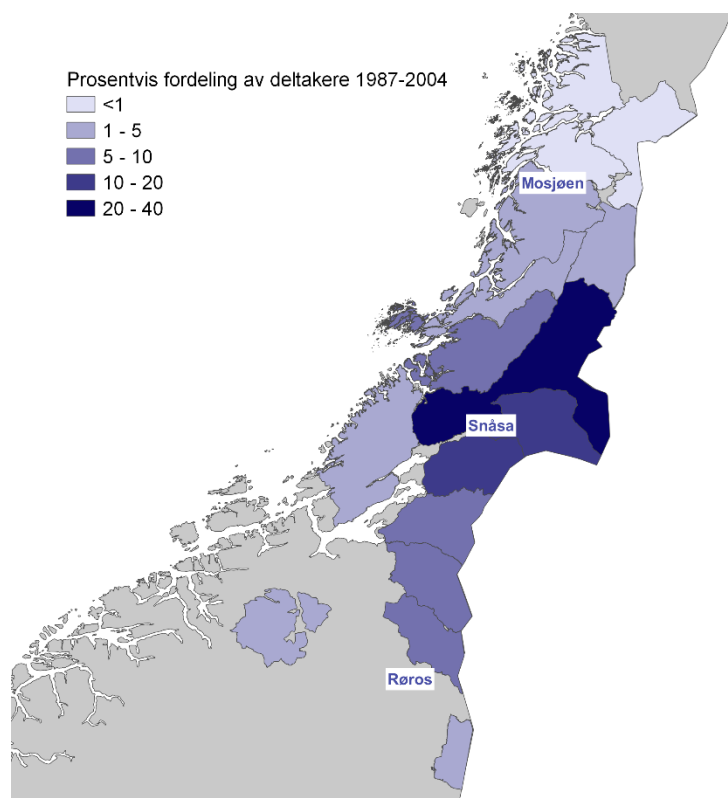 Prosentvis fordeling av deltakere 1987-2004
<1
1 - 5
5 - 10
10 - 20
20 - 40
Mosjøen
Snåsa
Røros